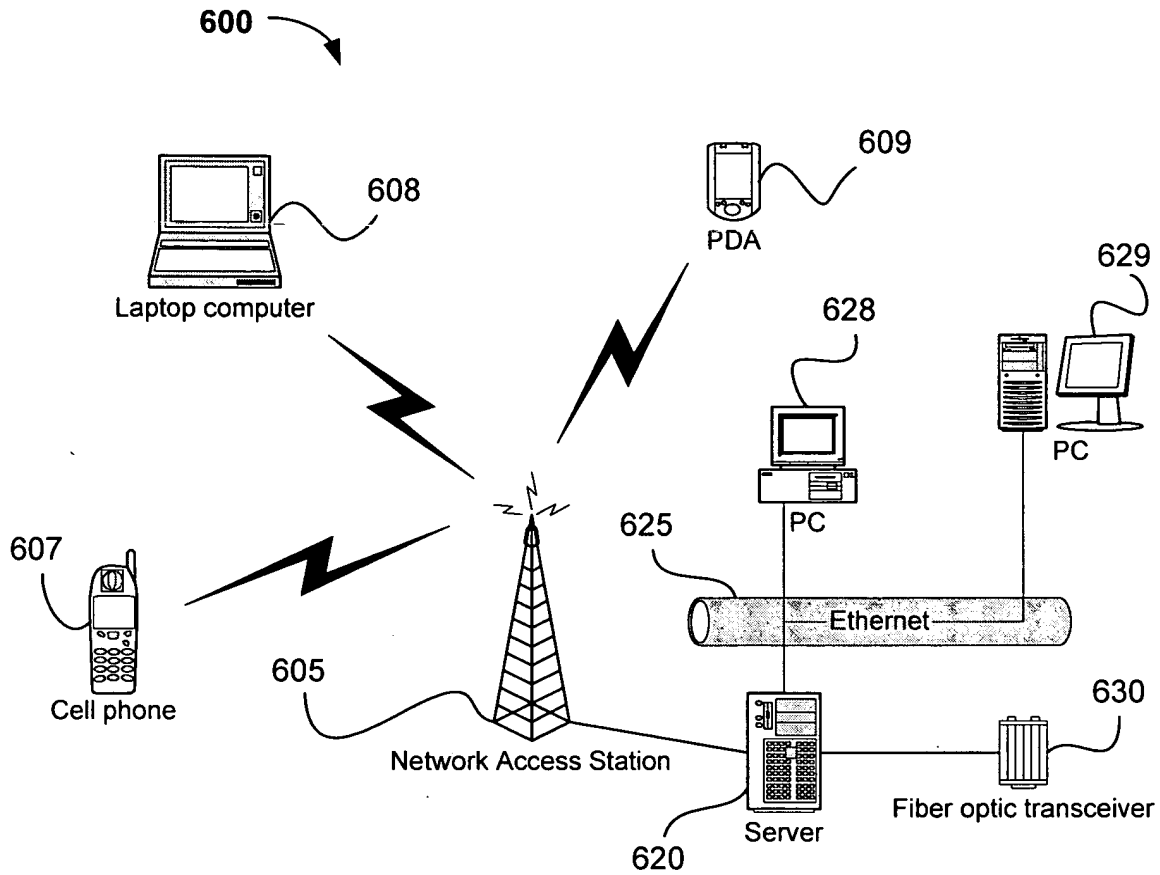 600
609
608
PDA
629
Laptop computer
628
PC
PC
607
625
Ethernet
605
630
Cell phone
Network Access Station
Fiber optic transceiver
Server
620